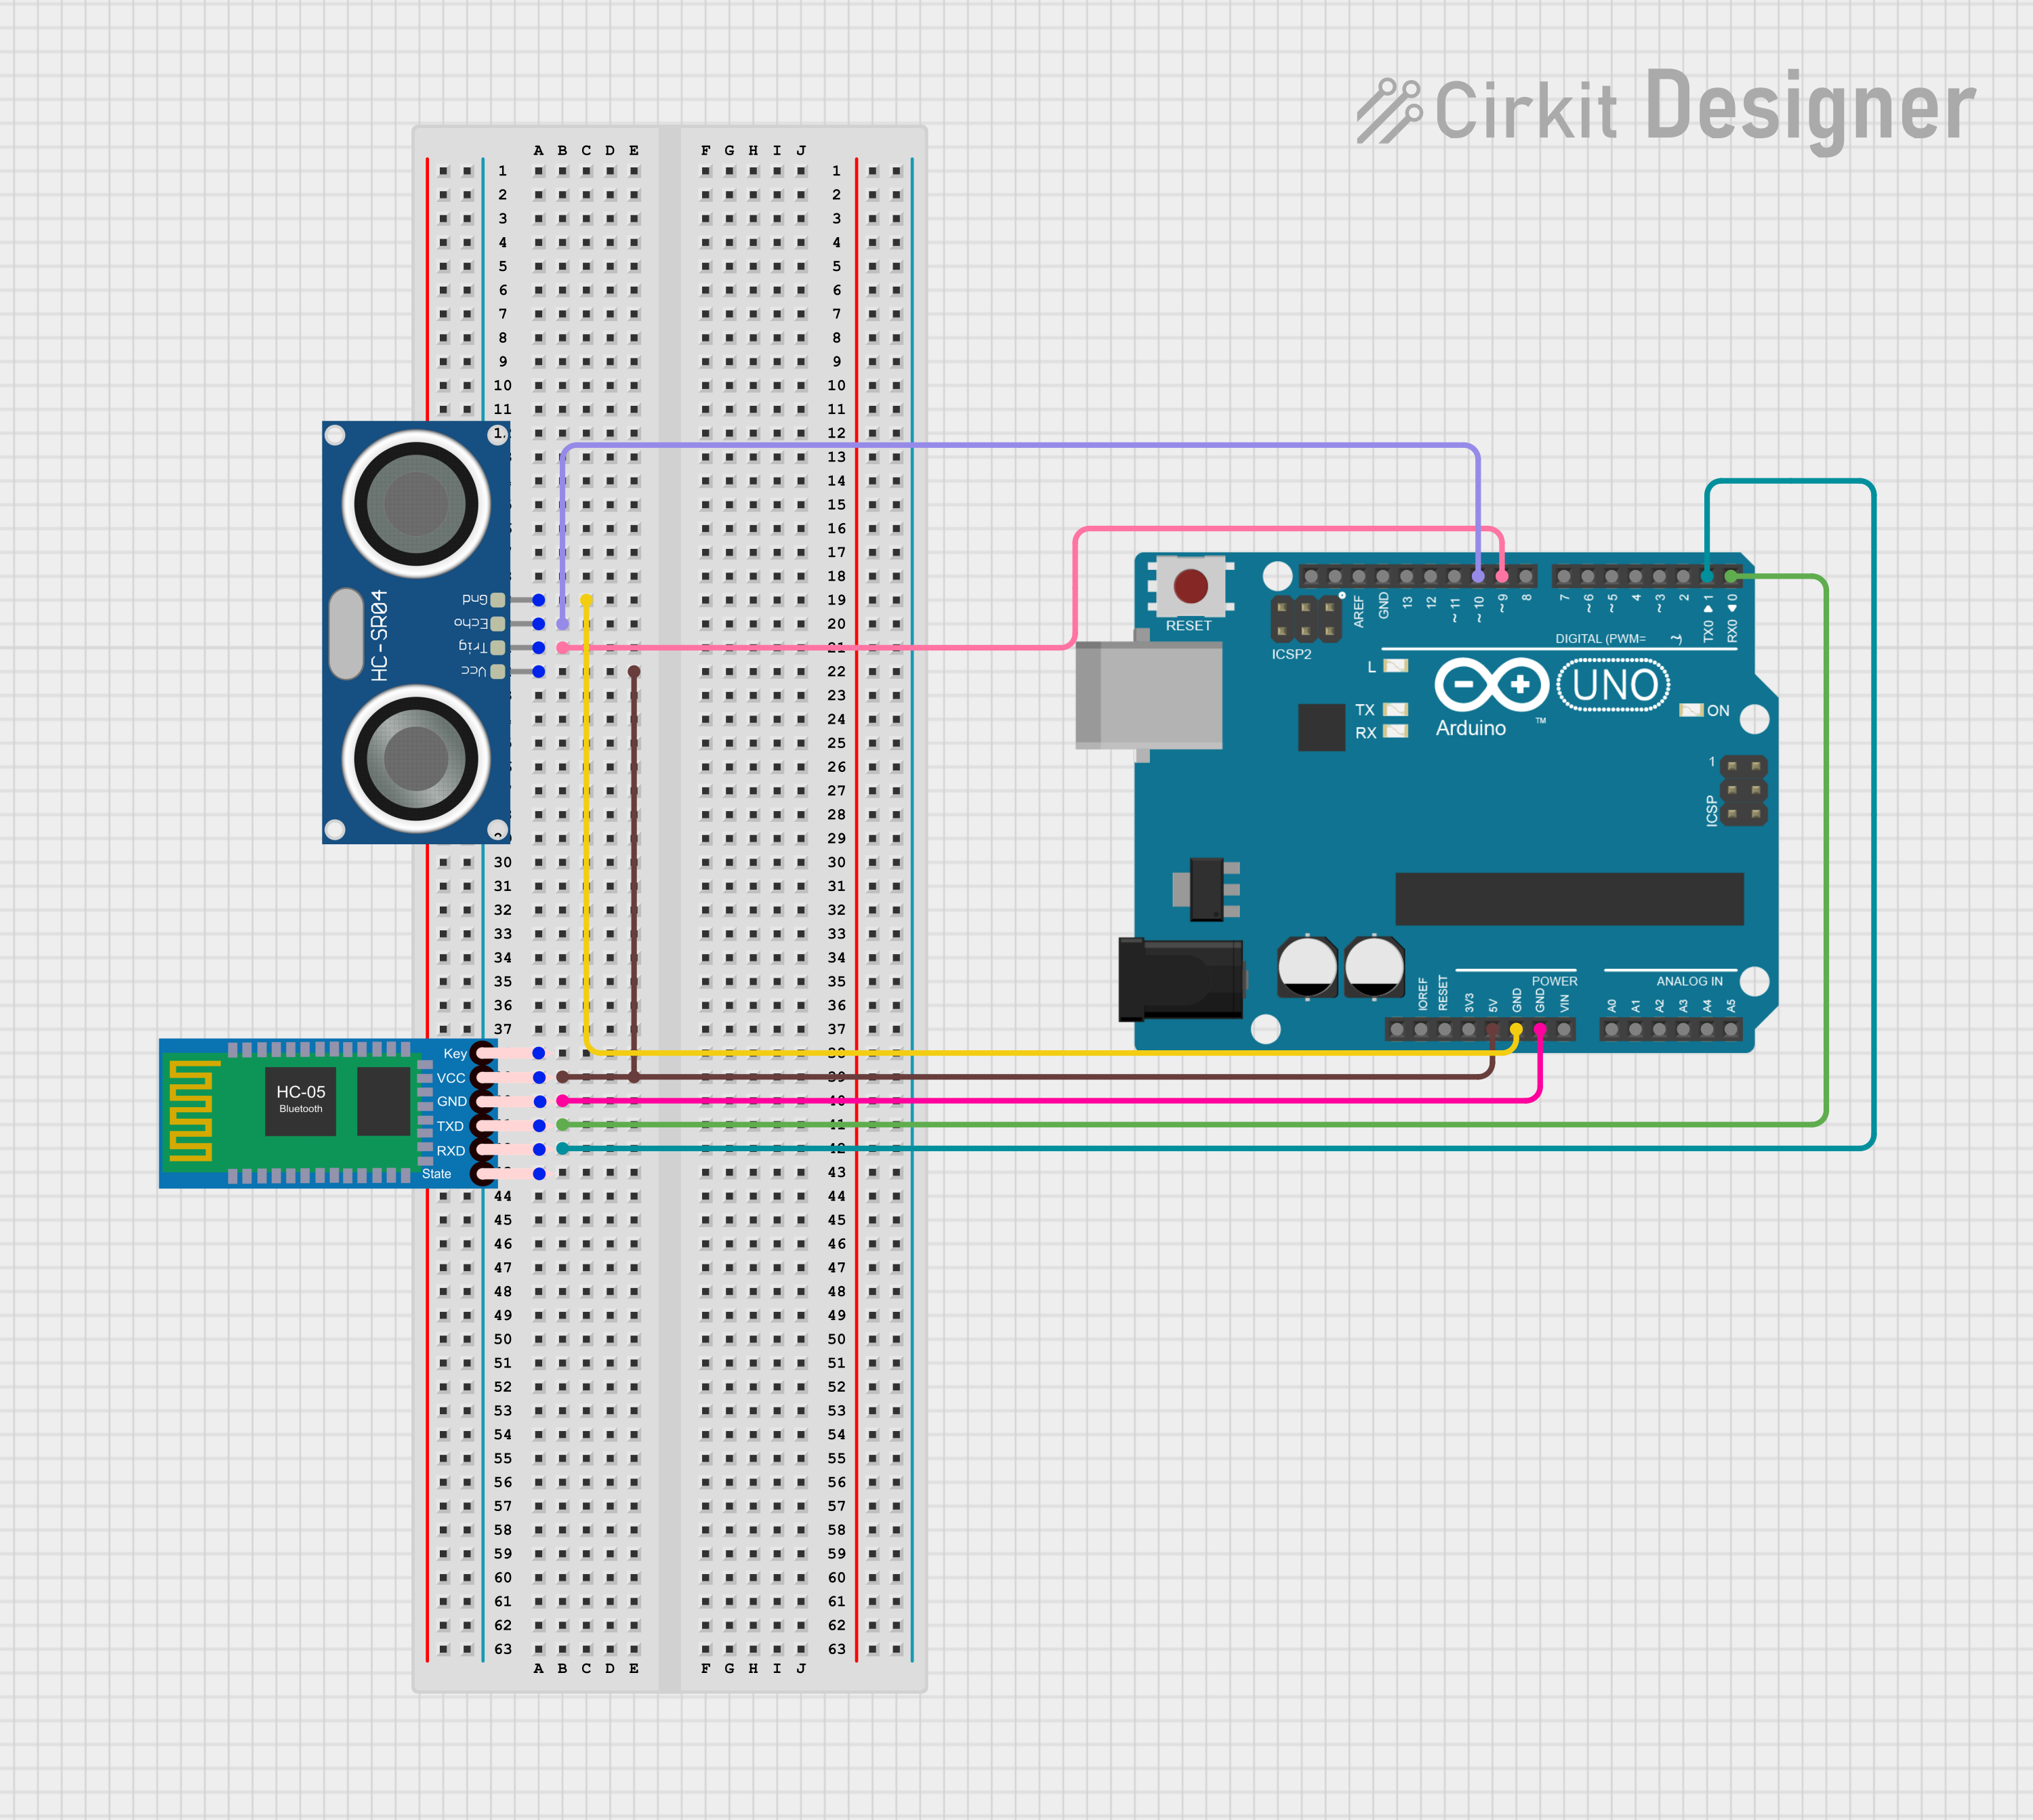 Cirkit Designer
A B C D E F G H I J
1 1
2 2
3 3
4 4
5 5
6 6
7 7
8 8
9 9
10 10
11 11
12
13
14
15
16
17
18
19
20
21
22
23
24
25
26
27
28
29
30 30
31 31
32 32
33 33
34 34
35 35
36 36
37 37
38
39
40
41
42
43
44 44
45 45
46 46
47 47
48 48
49 49
50 50
51 51
52 52
53 53
54 54
55 55
56 56
57 57
58 58
59 59
60 60
61 61
62 62
63 63
A B C D E F G H I J
HC-SR04
Gnd
Echo
Trig
Vcc
HC-05
Bluetooth
Key
VCC
GND
TXD
RXD
State
RESET
ICSP2
AREF
GND
13
12
~11
~10
~9
8
7
~6
~5
4
~3
2
TX0 ▶ 1
RX0 ◀ 0
DIGITAL (PWM= ~)
L
TX
RX
Arduino ™
UNO
ON
1
ICSP
POWER
ANALOG IN
IOREF
RESET
3V3
5V
GND
GND
VIN
A0
A1
A2
A3
A4
A5